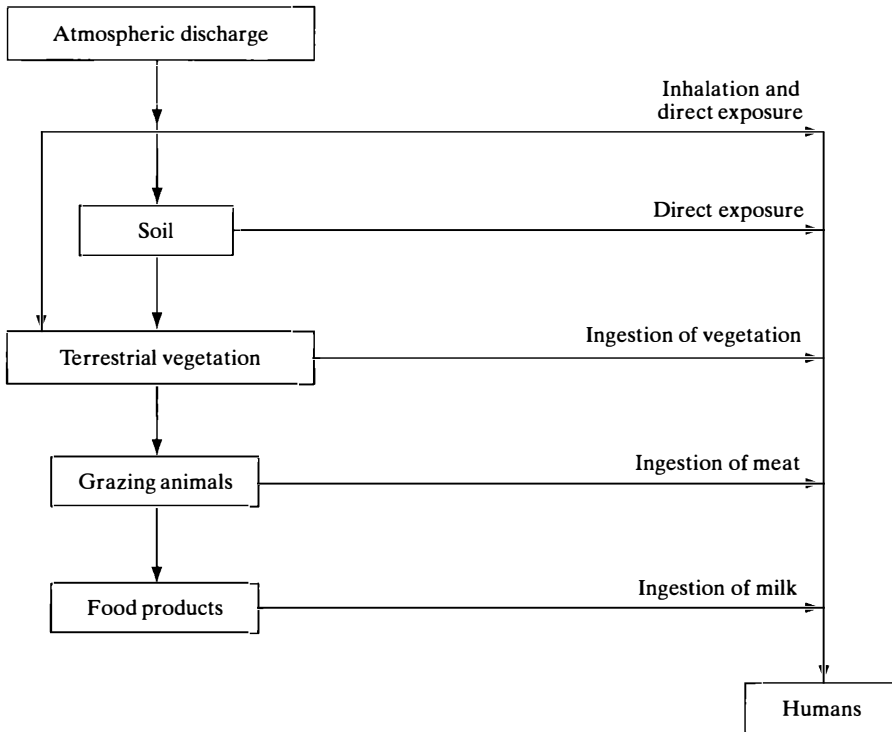 Atmospheric discharge
Inhalation and
direct exposure
Soil
Direct exposure
Terrestrial vegetation
Ingestion of vegetation
Grazing animals
Ingestion of meat
Food products
Ingestion of milk
Humans